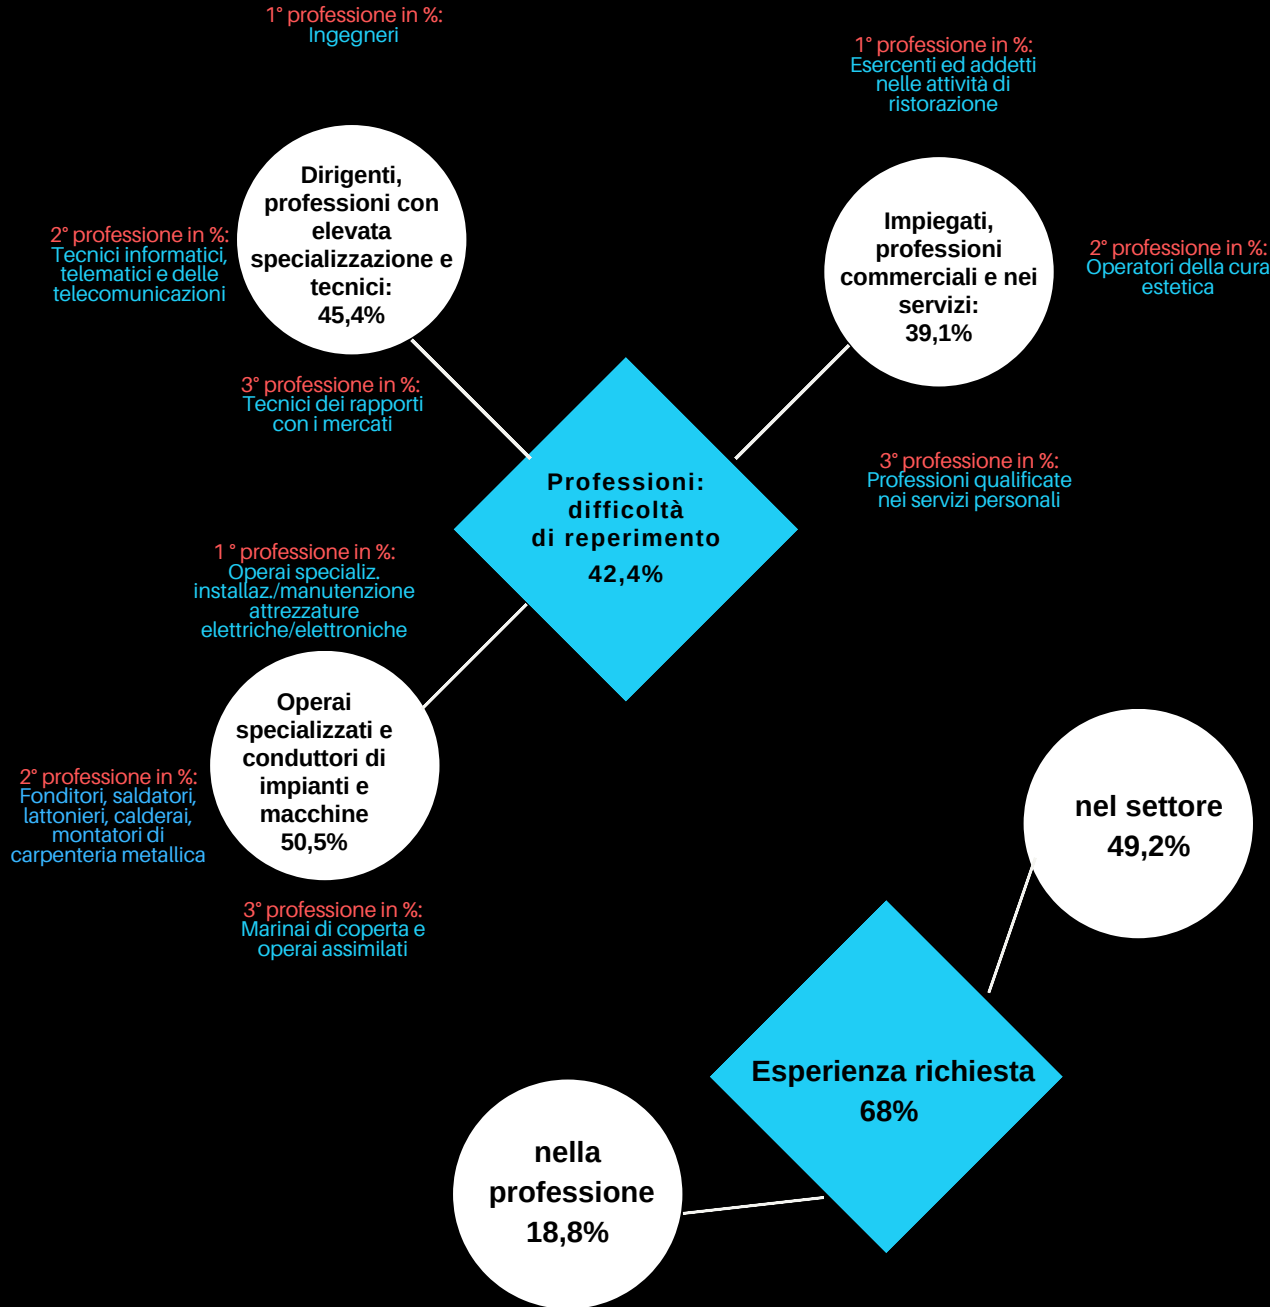 1° professione in %:
Ingegneri
1° professione in %:
Esercenti ed addetti
nelle attività di
ristorazione
Dirigenti,
professioni con
elevata
specializzazione e
tecnici:
45,4%
Impiegati,
professioni
commerciali e nei
servizi:
39,1%
2° professione in %:
Tecnici informatici,
telematici e delle
telecomunicazioni
2° professione in %:
Operatori della cura
estetica
3° professione in %:
Tecnici dei rapporti
con i mercati
3° professione in %:
Professioni qualificate
nei servizi personali
Professioni:
difficoltà
di reperimento
42,4%
1 ° professione in %:
Operai specializ.
installaz./manutenzione
attrezzature
elettriche/elettroniche
Operai
specializzati e
conduttori di
impianti e
macchine
50,5%
2° professione in %:
Fonditori, saldatori,
lattonieri, calderai,
montatori di
carpenteria metallica
3° professione in %:
Marinai di coperta e
operai assimilati
nel settore
49,2%
Esperienza richiesta
68%
nella
professione
18,8%